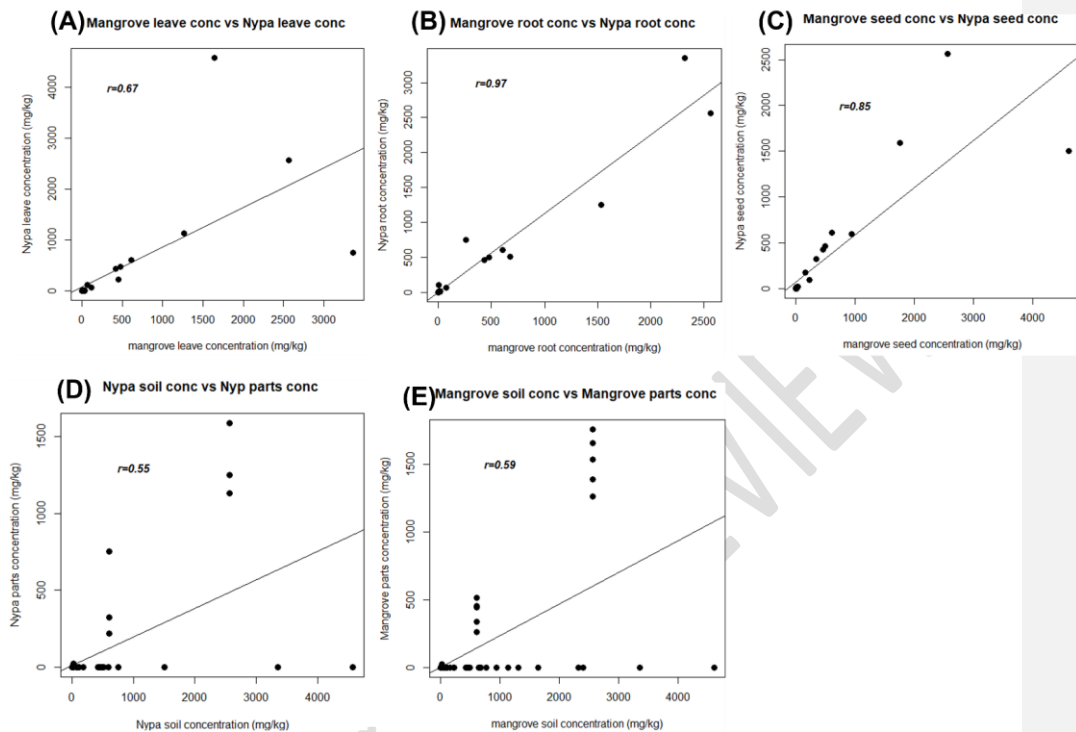 (A) Mangrove leave conc vs Nypa leave conc
r=0.67
Nypa leave concentration (mg/kg)
0 1000 2000 3000 4000
0 500 1000 1500 2000 2500 3000
mangrove leave concentration (mg/kg)
(B) Mangrove root conc vs Nypa root conc
r=0.97
Nypa root concentration (mg/kg)
0 500 1000 1500 2000 2500 3000
0 500 1000 1500 2000 2500
mangrove root concentration (mg/kg)
(C) Mangrove seed conc vs Nypa seed conc
r=0.85
Nypa seed concentration (mg/kg)
0 500 1000 1500 2000 2500
0 1000 2000 3000 4000
mangrove seed concentration (mg/kg)
(D) Nypa soil conc vs Nyp parts conc
r=0.55
Nypa parts concentration (mg/kg)
0 500 1000 1500
0 1000 2000 3000 4000
Nypa soil concentration (mg/kg)
(E) Mangrove soil conc vs Mangrove parts conc
r=0.59
Mangrove parts concentration (mg/kg)
0 500 1000 1500
0 1000 2000 3000 4000
mangrove soil concentration (mg/kg)